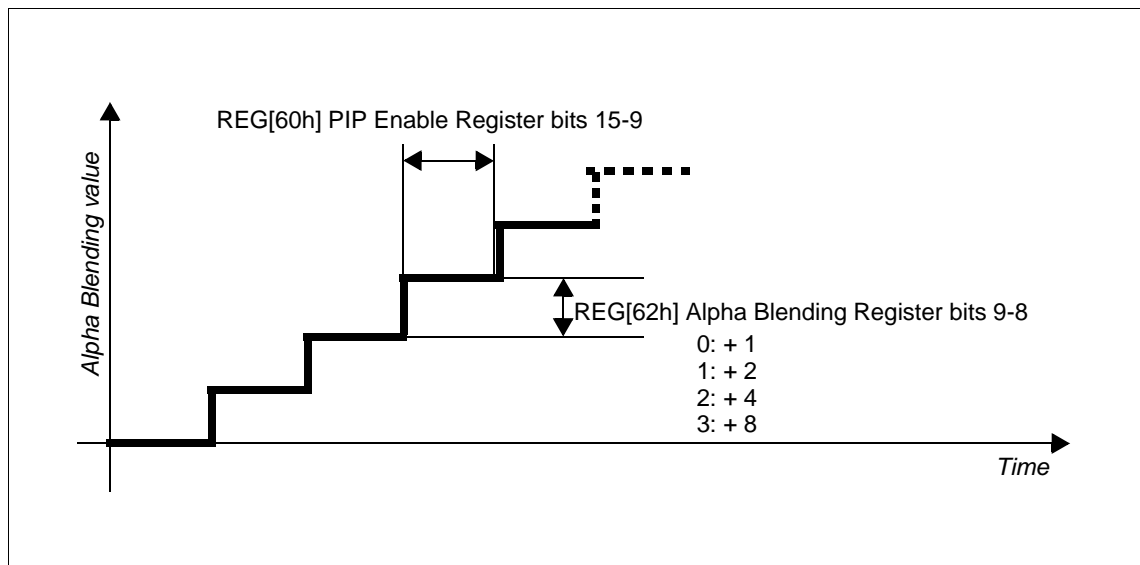 REG[60h] PIP Enable Register bits 15-9
Alpha Blending value
REG[62h] Alpha Blending Register bits 9-8
0: + 1
1: + 2
2: + 4
3: + 8
Time